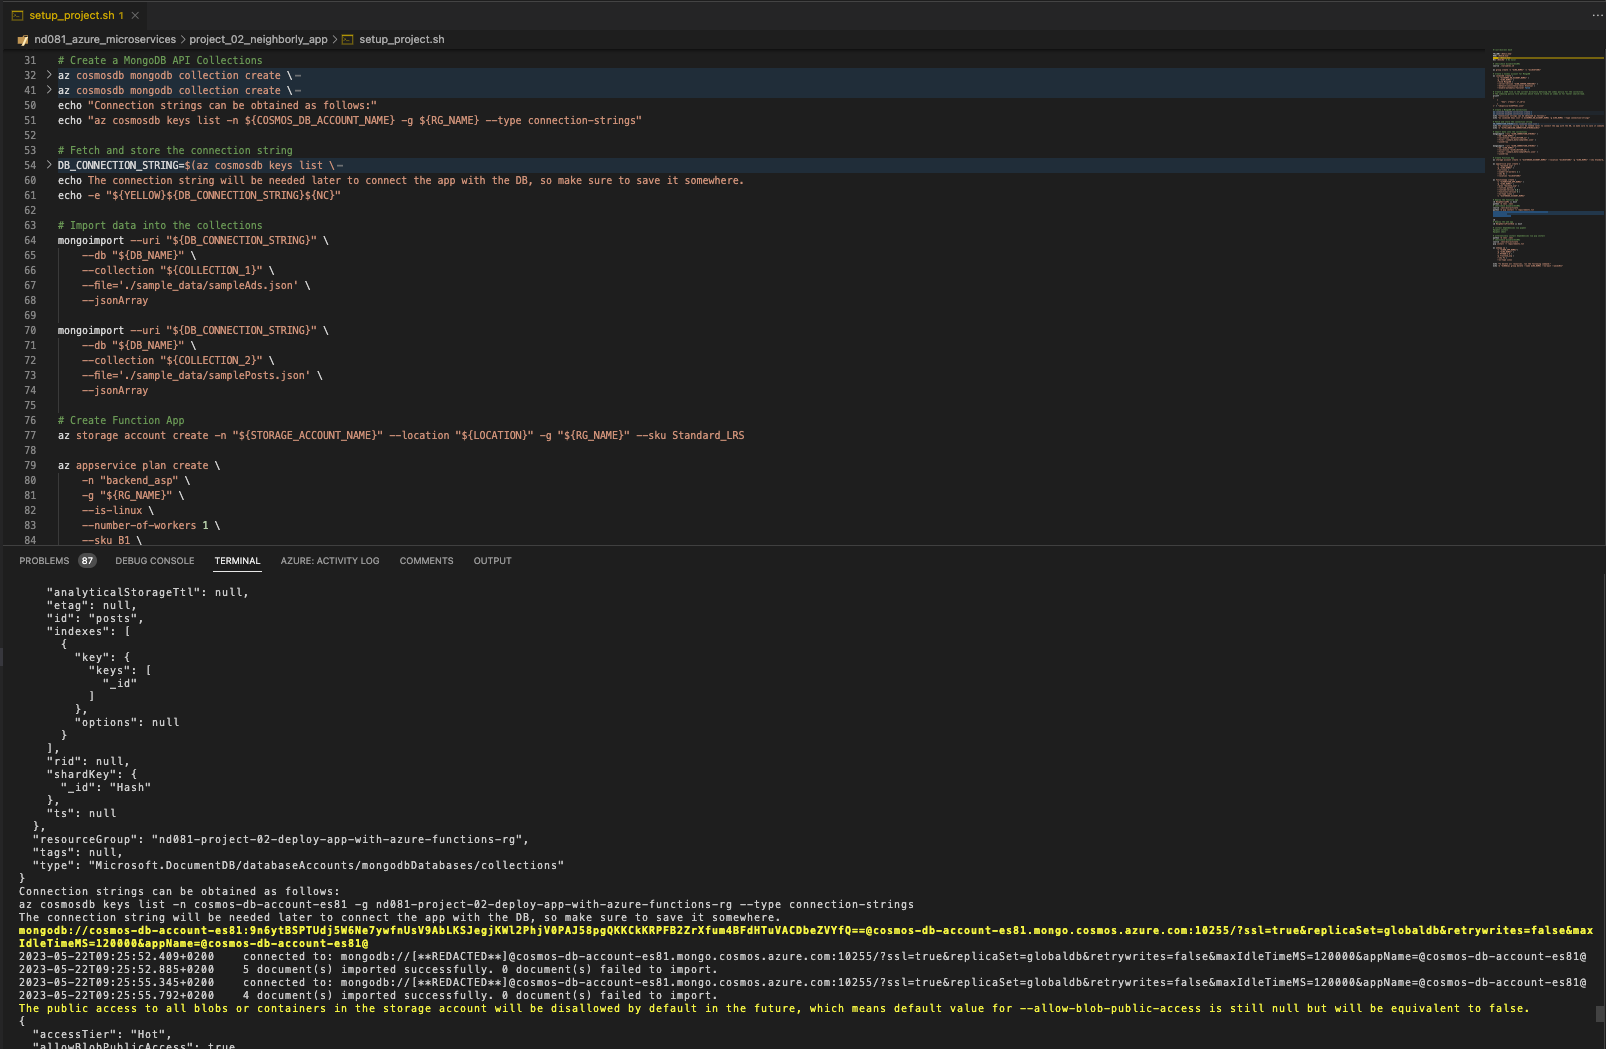 setup_project.sh 1
nd081_azure_microservices > project_02_neighborly_app > setup_project.sh
31 # Create a MongoDB API Collections
32 az cosmosdb mongodb collection create \
41 az cosmosdb mongodb collection create \
50 echo "Connection strings can be obtained as follows:"
51 echo "az cosmosdb keys list -n ${COSMOS_DB_ACCOUNT_NAME} -g ${RG_NAME} --type connection-strings"
52
53 # Fetch and store the connection string
54 DB_CONNECTION_STRING=$(az cosmosdb keys list \
60 echo The connection string will be needed later to connect the app with the DB, so make sure to save it somewhere.
61 echo -e "${YELLOW}${DB_CONNECTION_STRING}${NC}"
62
63 # Import data into the collections
64 mongoimport --uri "${DB_CONNECTION_STRING}" \
65 --db "${DB_NAME}" \
66 --collection "${COLLECTION_1}" \
67 --file='./sample_data/sampleAds.json' \
68 --jsonArray
69
70 mongoimport --uri "${DB_CONNECTION_STRING}" \
71 --db "${DB_NAME}" \
72 --collection "${COLLECTION_2}" \
73 --file='./sample_data/samplePosts.json' \
74 --jsonArray
75
76 # Create Function App
77 az storage account create -n "${STORAGE_ACCOUNT_NAME}" --location "${LOCATION}" -g "${RG_NAME}" --sku Standard_LRS
78
79 az appservice plan create \
80 -n "backend_asp" \
81 -g "${RG_NAME}" \
82 --is-linux \
83 --number-of-workers 1 \
84 --sku B1 \
PROBLEMS 87 DEBUG CONSOLE TERMINAL AZURE: ACTIVITY LOG COMMENTS OUTPUT
"analyticalStorageTtl": null,
"etag": null,
"id": "posts",
"indexes": [
{
"key": {
"keys": [
"_id"
]
},
"options": null
}
],
"rid": null,
"shardKey": {
"_id": "Hash"
},
"ts": null
},
"resourceGroup": "nd081-project-02-deploy-app-with-azure-functions-rg",
"tags": null,
"type": "Microsoft.DocumentDB/databaseAccounts/mongodbDatabases/collections"
}
Connection strings can be obtained as follows:
az cosmosdb keys list -n cosmos-db-account-es81 -g nd081-project-02-deploy-app-with-azure-functions-rg --type connection-strings
The connection string will be needed later to connect the app with the DB, so make sure to save it somewhere.
mongodb://cosmos-db-account-es81:9n6ytBSPTUdj5W6Ne7ywfnUsV9AbLKSJegjKWl2PhjV0PAJ58pgQKKCkKRPFB2ZrXfum4BFdHTuVACDbeZVYfQ==@cosmos-db-account-es81.mongo.cosmos.azure.com:10255/?ssl=true&replicaSet=globaldb&retrywrites=false&max
IdleTimeMS=120000&appName=@cosmos-db-account-es81@
2023-05-22T09:25:52.409+0200 connected to: mongodb://[**REDACTED**]@cosmos-db-account-es81.mongo.cosmos.azure.com:10255/?ssl=true&replicaSet=globaldb&retrywrites=false&maxIdleTimeMS=120000&appName=@cosmos-db-account-es81@
2023-05-22T09:25:52.885+0200 5 document(s) imported successfully. 0 document(s) failed to import.
2023-05-22T09:25:55.345+0200 connected to: mongodb://[**REDACTED**]@cosmos-db-account-es81.mongo.cosmos.azure.com:10255/?ssl=true&replicaSet=globaldb&retrywrites=false&maxIdleTimeMS=120000&appName=@cosmos-db-account-es81@
2023-05-22T09:25:55.792+0200 4 document(s) imported successfully. 0 document(s) failed to import.
The public access to all blobs or containers in the storage account will be disallowed by default in the future, which means default value for --allow-blob-public-access is still null but will be equivalent to false.
{
"accessTier": "Hot",
"allowBlobPublicAccess": true